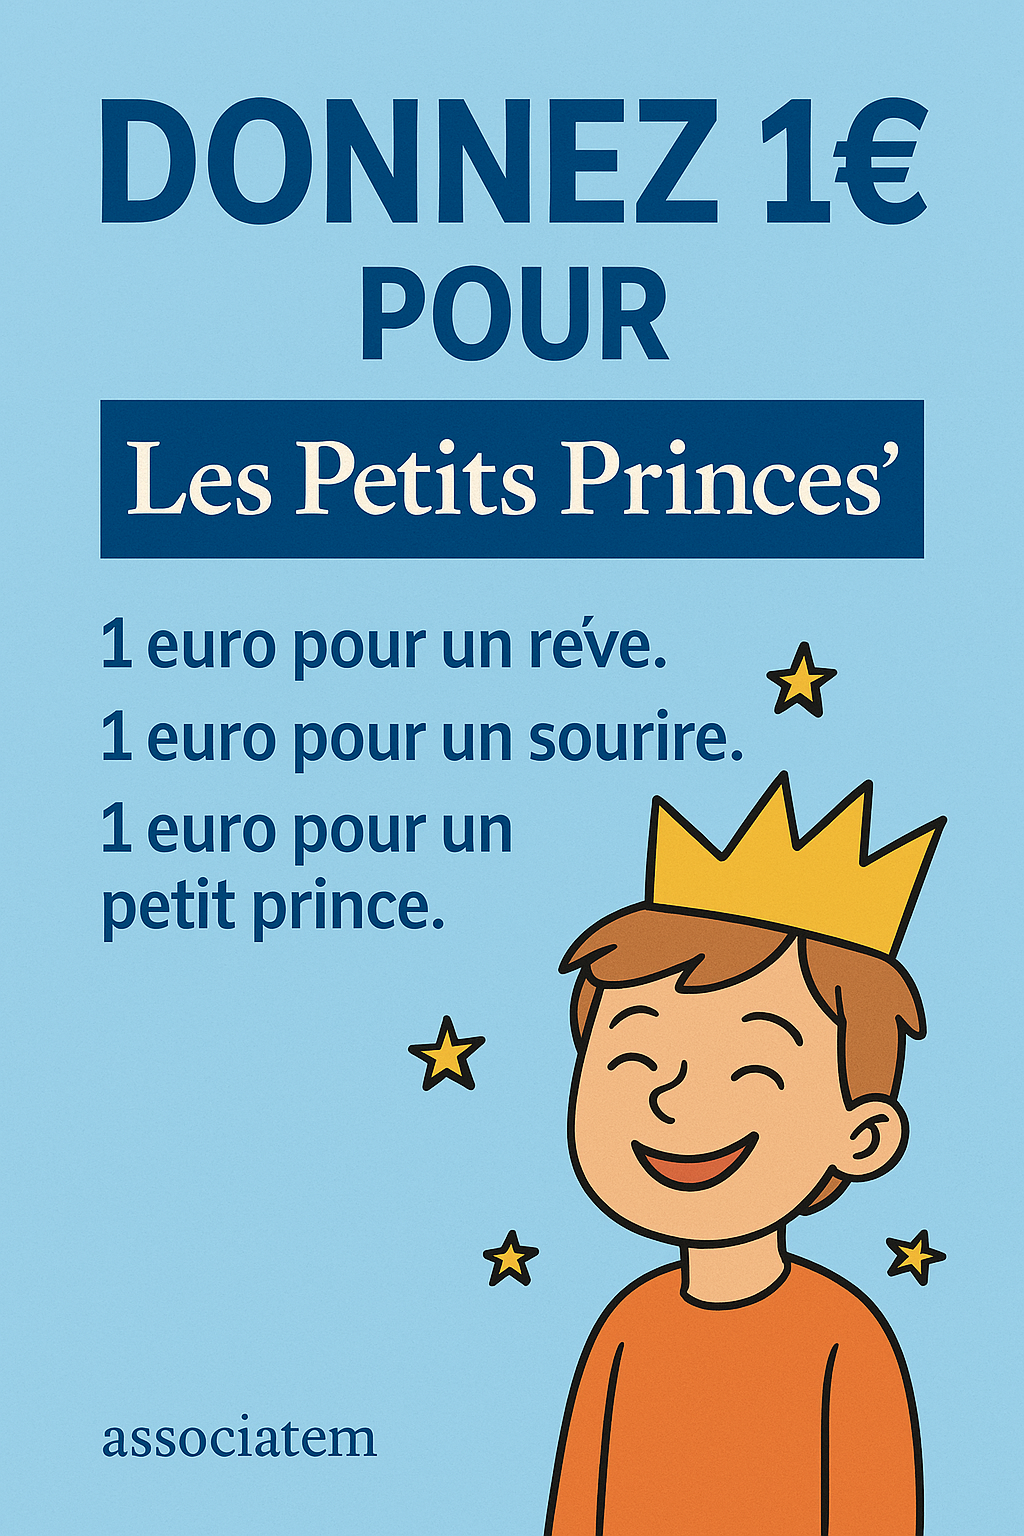 DONNEZ 1€
POUR
Les Petits Princes’
1 euro pour un réve.
1 euro pour un sourire.
1 euro pour un
petit prince.
associatem